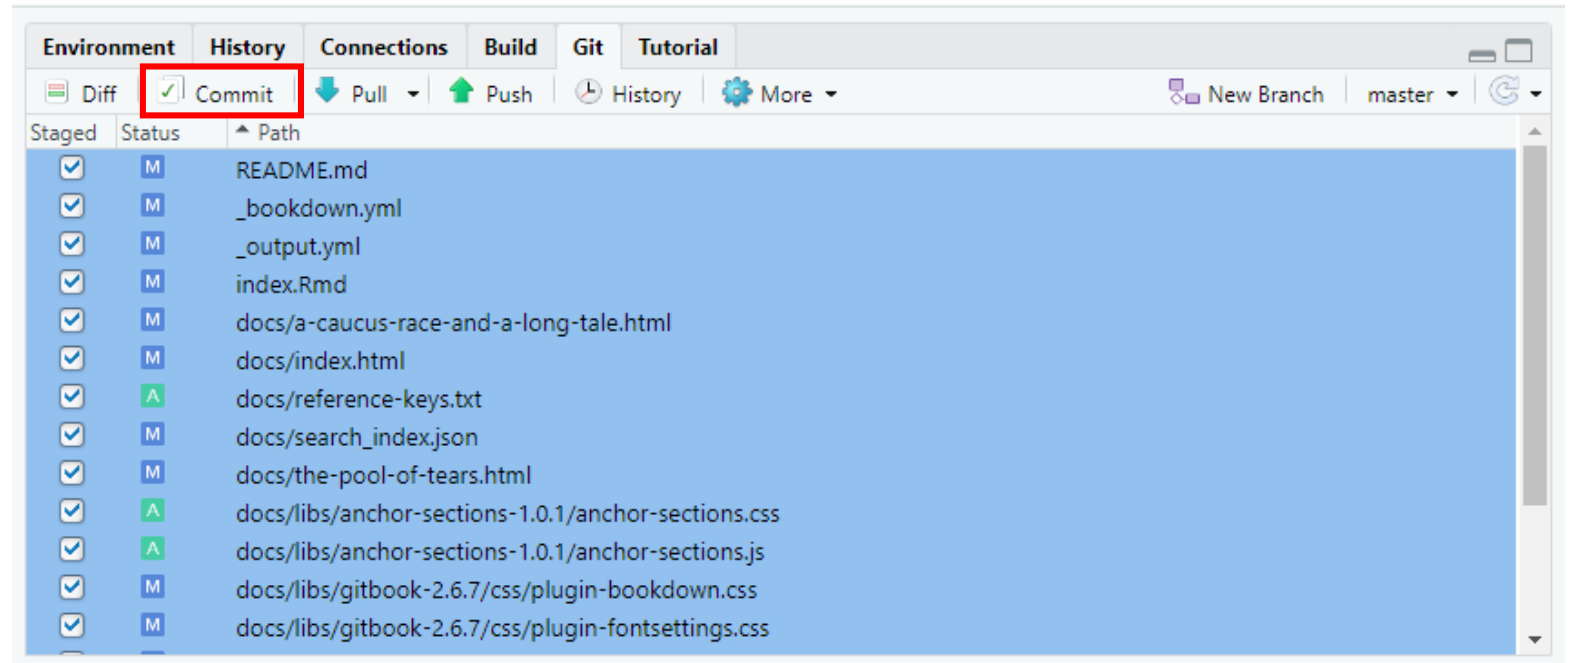 Environment History Connections Build Git Tutorial
Diff Commit Pull Push History More New Branch master
Staged Status Path
M README.md
M _bookdown.yml
M _output.yml
M index.Rmd
M docs/a-caucus-race-and-a-long-tale.html
M docs/index.html
A docs/reference-keys.txt
M docs/search_index.json
M docs/the-pool-of-tears.html
A docs/libs/anchor-sections-1.0.1/anchor-sections.css
A docs/libs/anchor-sections-1.0.1/anchor-sections.js
M docs/libs/gitbook-2.6.7/css/plugin-bookdown.css
M docs/libs/gitbook-2.6.7/css/plugin-fontsettings.css